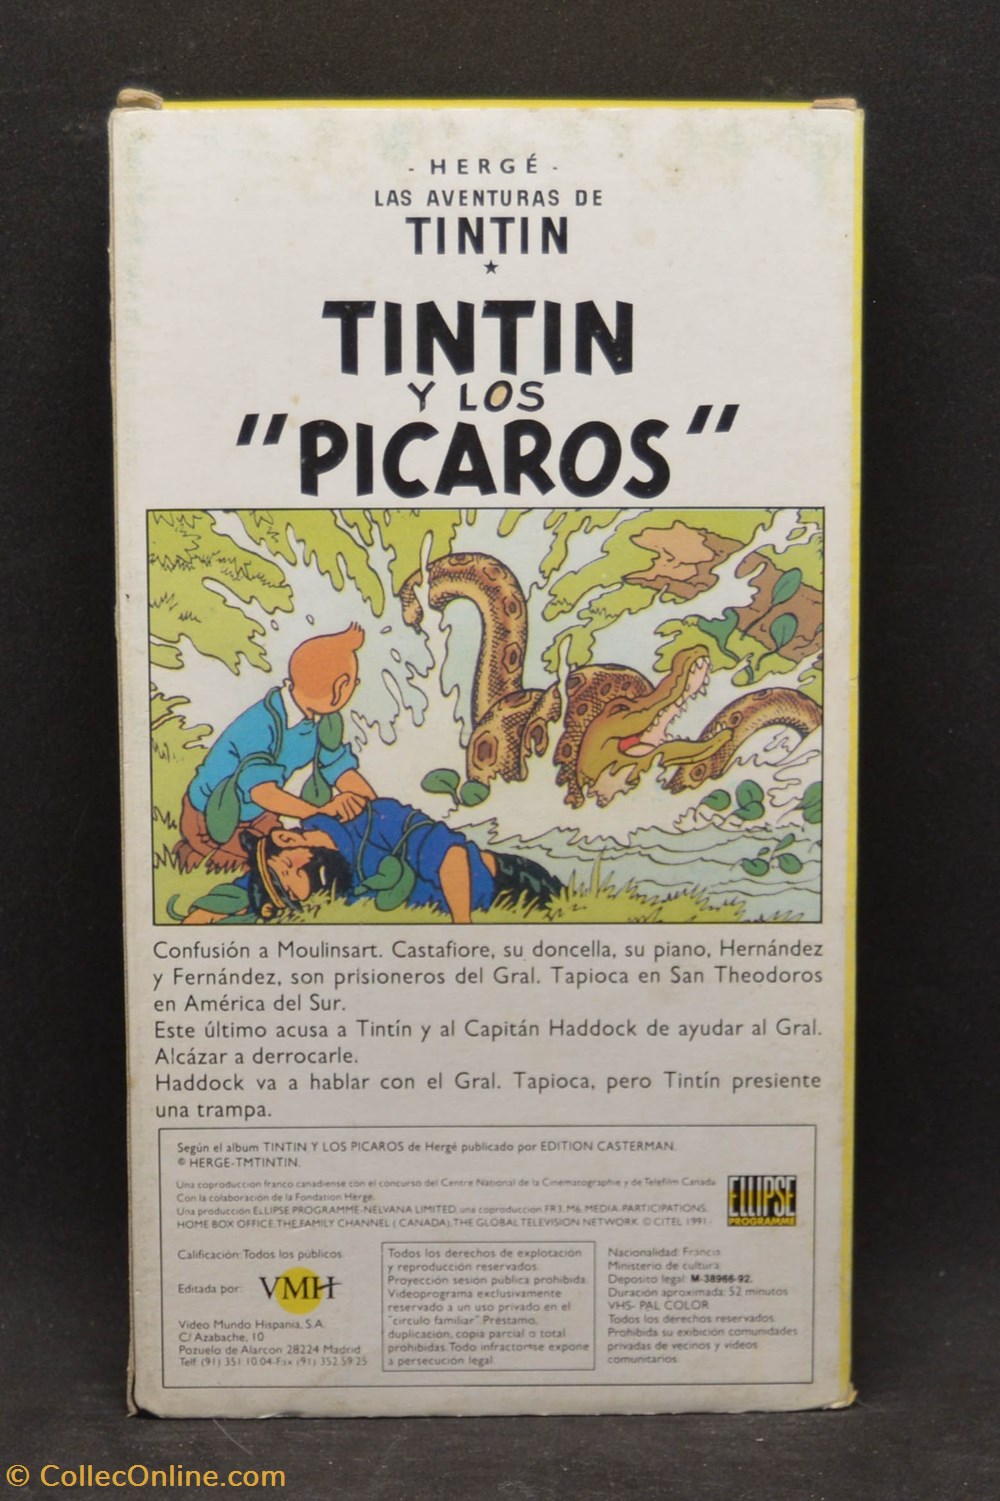 - HERGÉ -
LAS AVENTURAS DE
TINTIN
TINTIN
Y LOS
"PICAROS"
Confusión a Moulinsart. Castafiore, su doncella, su piano, Hernández
y Fernández, son prisioneros del Gral. Tapioca en San Theodoros
en América del Sur.
Este último acusa a Tintín y al Capitán Haddock de ayudar al Gral.
Alcázar a derrocarle.
Haddock va a hablar con el Gral. Tapioca, pero Tintín presiente
una trampa.
Según el album TINTIN Y LOS PICAROS de Hergé publicado por EDITION CASTERMAN.
© HERGE-TMTINTIN.
Una coproduccion franco canadiense con el concurso del Centre National de la Cinematographie y de Telefilm Canada
Con la colaboración de la Fondation Hergé.
Una producción ELLIPSE PROGRAMME-NELVANA LIMITED, una coproduccion FR3. M6. MEDIA. PARTICIPATIONS.
HOME BOX OFFICE. THE FAMILY CHANNEL ( CANADA). THE GLOBAL TELEVISION NETWORK. © CITEL 1991.
ELLIPSE
PROGRAMME
Calificación: Todos los públicos
Editada por: VMH
Video Mundo Hispania, S.A.
C/ Azabache, 10
Pozuelo de Alarcon 28224 Madrid
Telf. (91) 351 10.04-Fax (91) 352 59 25
Todos los derechos de explotación
y reproducción reservados.
Proyección sesión pública prohibida.
Videoprograma exclusivamente
reservado a un uso privado en el
"circulo familiar". Préstamo,
duplicación, copia parcial o total
prohibidas. Todo infractor se expone
a persecución legal.
Nacionalidad: Francia
Ministerio de cultura:
Deposito legal: M-38966-92.
Duración aproximada: 52 minutos
VHS- PAL COLOR
Todos los derechos reservados.
Prohibida su exibición comunidades
privadas de vecinos y videos
comunitarios.
© CollecOnline.com